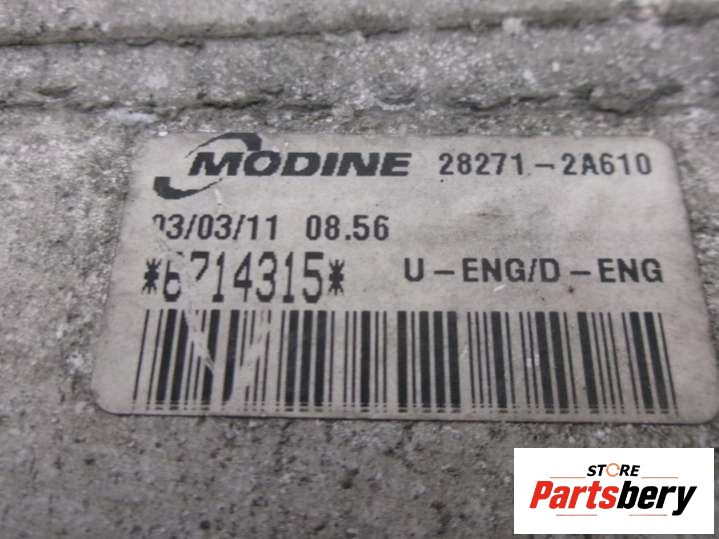 MODINE 28271-2A610
03/03/11 08.56
*6714315* U-ENG/D-ENG
STORE
Partsbery